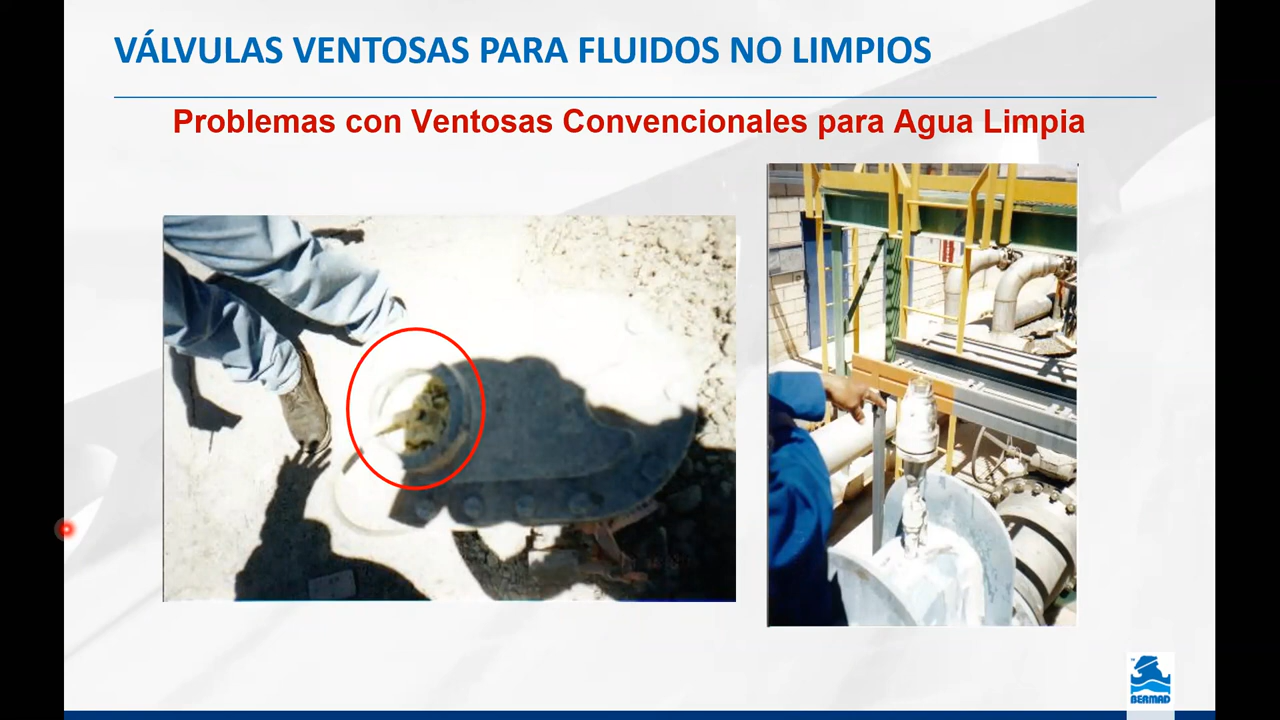 VÁLVULAS VENTOSAS PARA FLUIDOS NO LIMPIOS
Problemas con Ventosas Convencionales para Agua Limpia
BERMAD